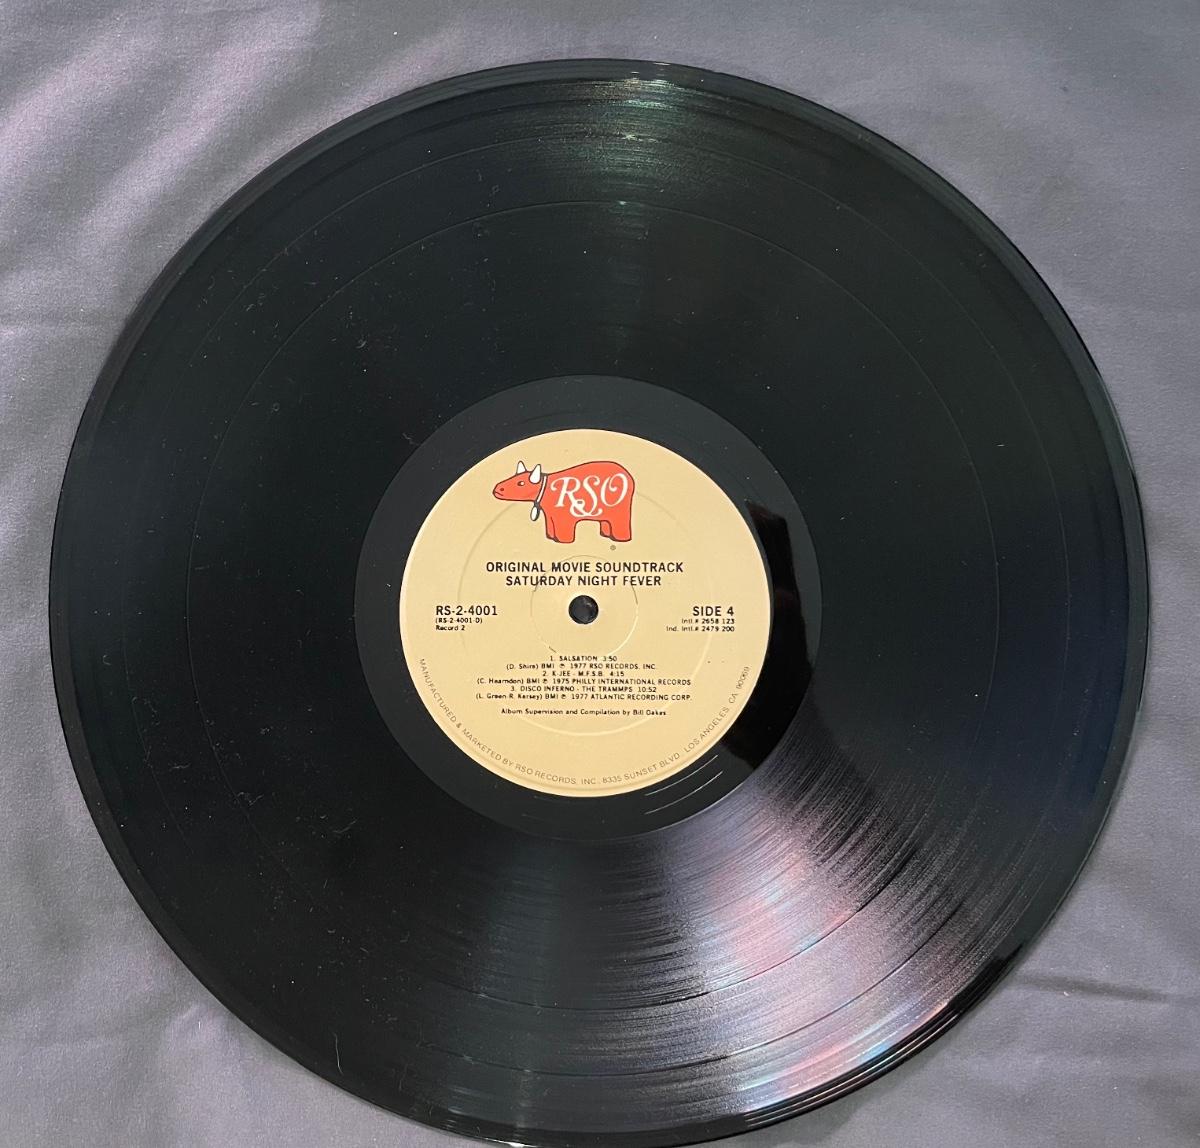 RSO
®
ORIGINAL MOVIE SOUNDTRACK
SATURDAY NIGHT FEVER
RS-2-4001
(RS-2-4001-D)
Record 2
SIDE 4
Intl.# 2658 123
Ind. Intl.# 2479 200
1. SALSATION 3:50
(D. Shire) BMI ℗ 1977 RSO RECORDS, INC.
2. K-JEE - M.F.S.B. 4:15
(C. Hearndon) BMI ℗ 1975 PHILLY INTERNATIONAL RECORDS
3. DISCO INFERNO - THE TRAMMPS 10:52
(L. Green-R. Kersey) BMI ℗ 1977 ATLANTIC RECORDING CORP.
Album Supervision and Compilation by Bill Oakes
MANUFACTURED & MARKETED BY RSO RECORDS, INC., 8335 SUNSET BLVD., LOS ANGELES, CA. 90069